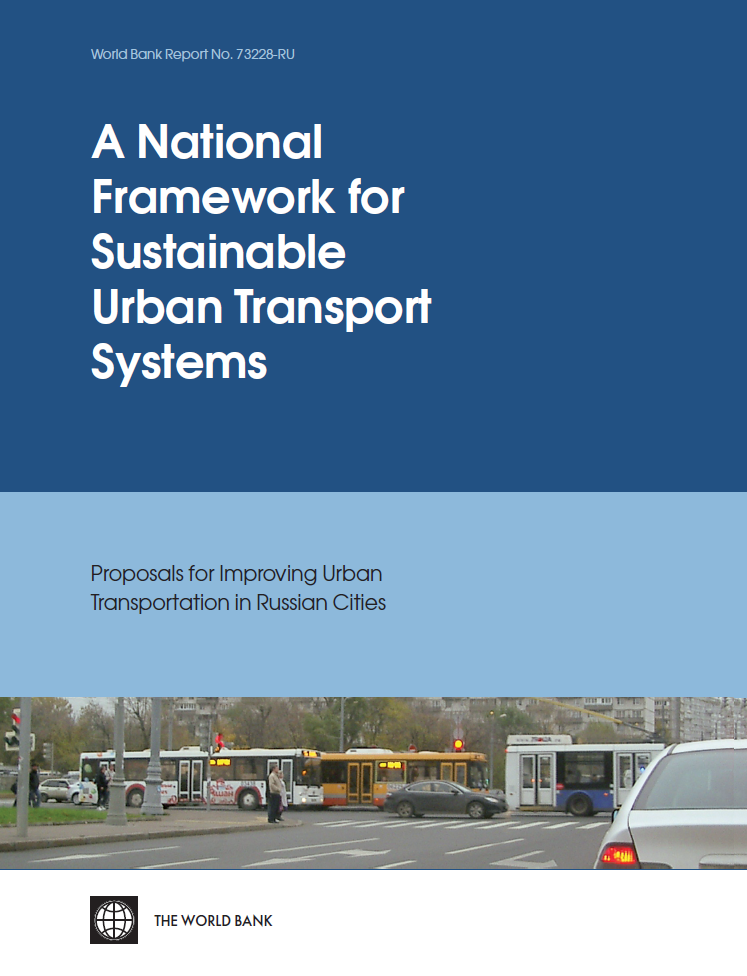 World Bank Report No. 73228-RU
A National
Framework for
Sustainable
Urban Transport
Systems
Proposals for Improving Urban
Transportation in Russian Cities
THE WORLD BANK